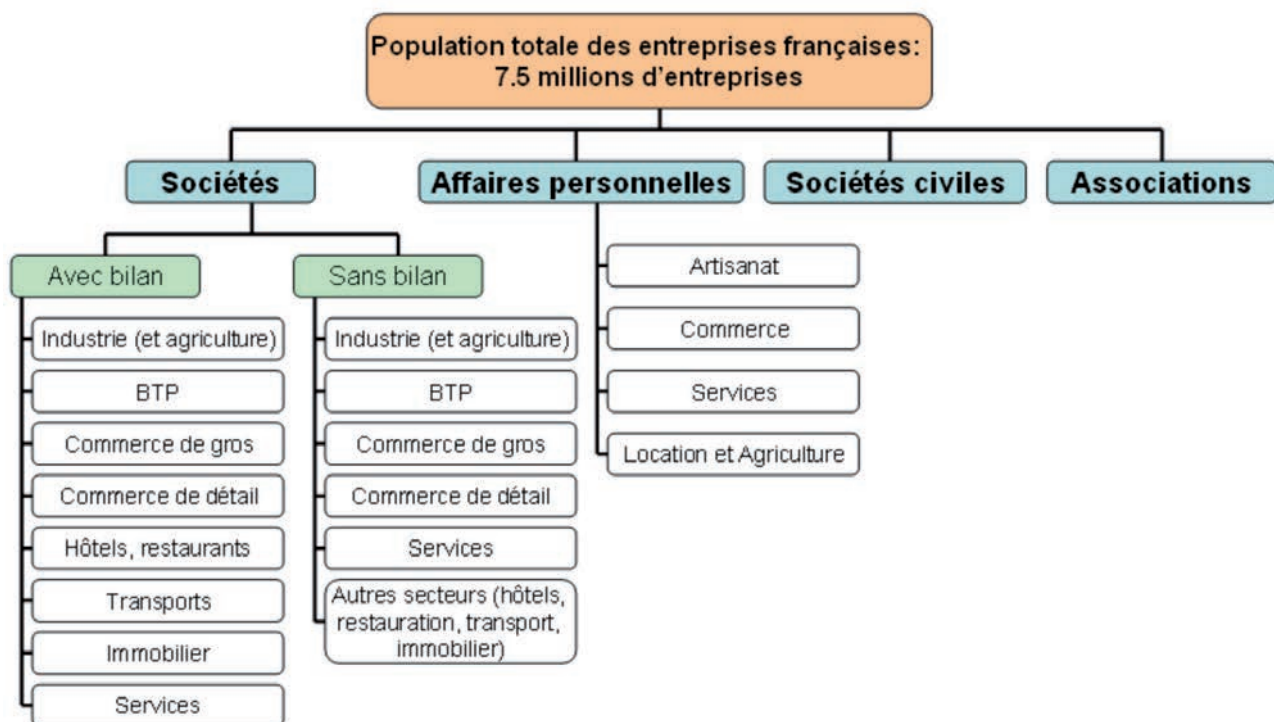 Population totale des entreprises françaises:
7.5 millions d'entreprises
Sociétés
Affaires personnelles
Sociétés civiles
Associations
Avec bilan
Industrie (et agriculture)
BTP
Commerce de gros
Commerce de détail
Hôtels, restaurants
Transports
Immobilier
Services
Sans bilan
Industrie (et agriculture)
BTP
Commerce de gros
Commerce de détail
Services
Autres secteurs (hôtels,
restauration, transport,
immobilier)
Artisanat
Commerce
Services
Location et Agriculture